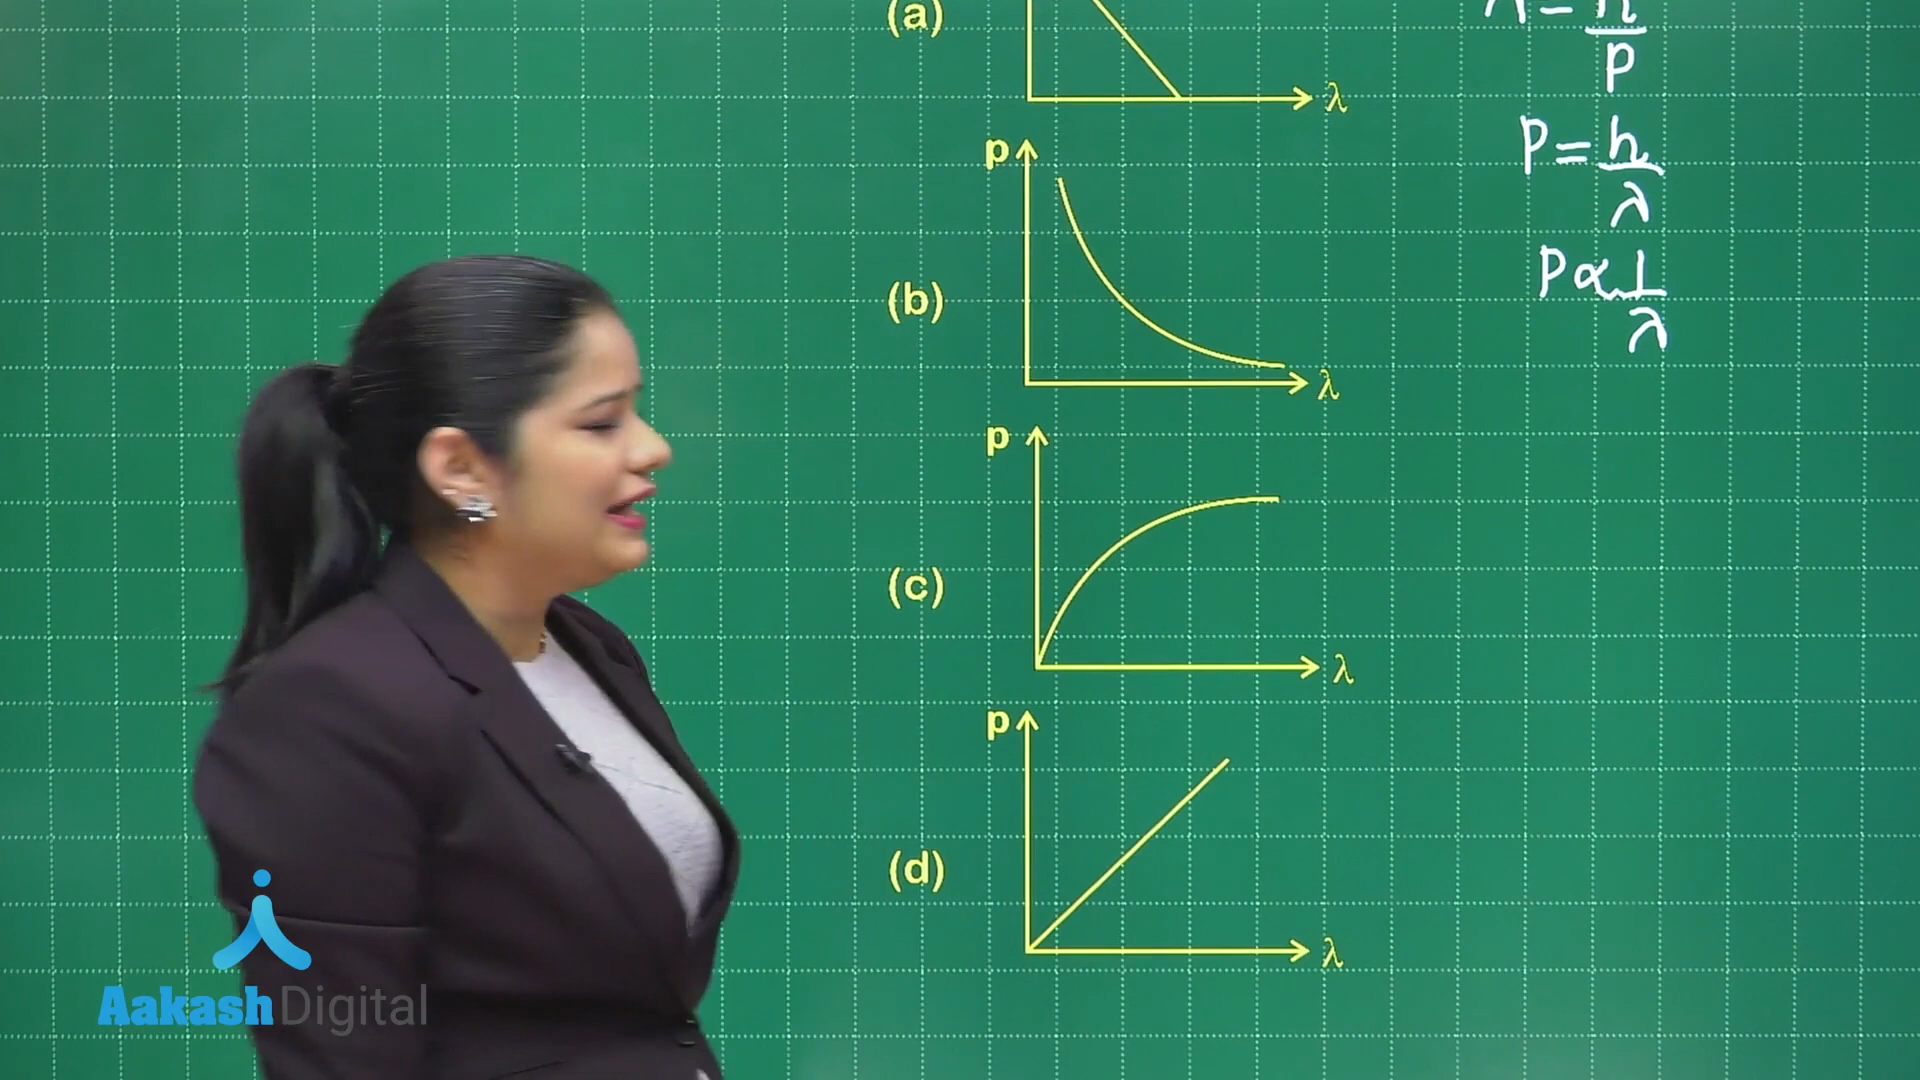 (a)
λ
λ = h/p
P = h/λ
P ∝ 1/λ
p
(b)
λ
p
(c)
λ
p
(d)
λ
Aakash Digital